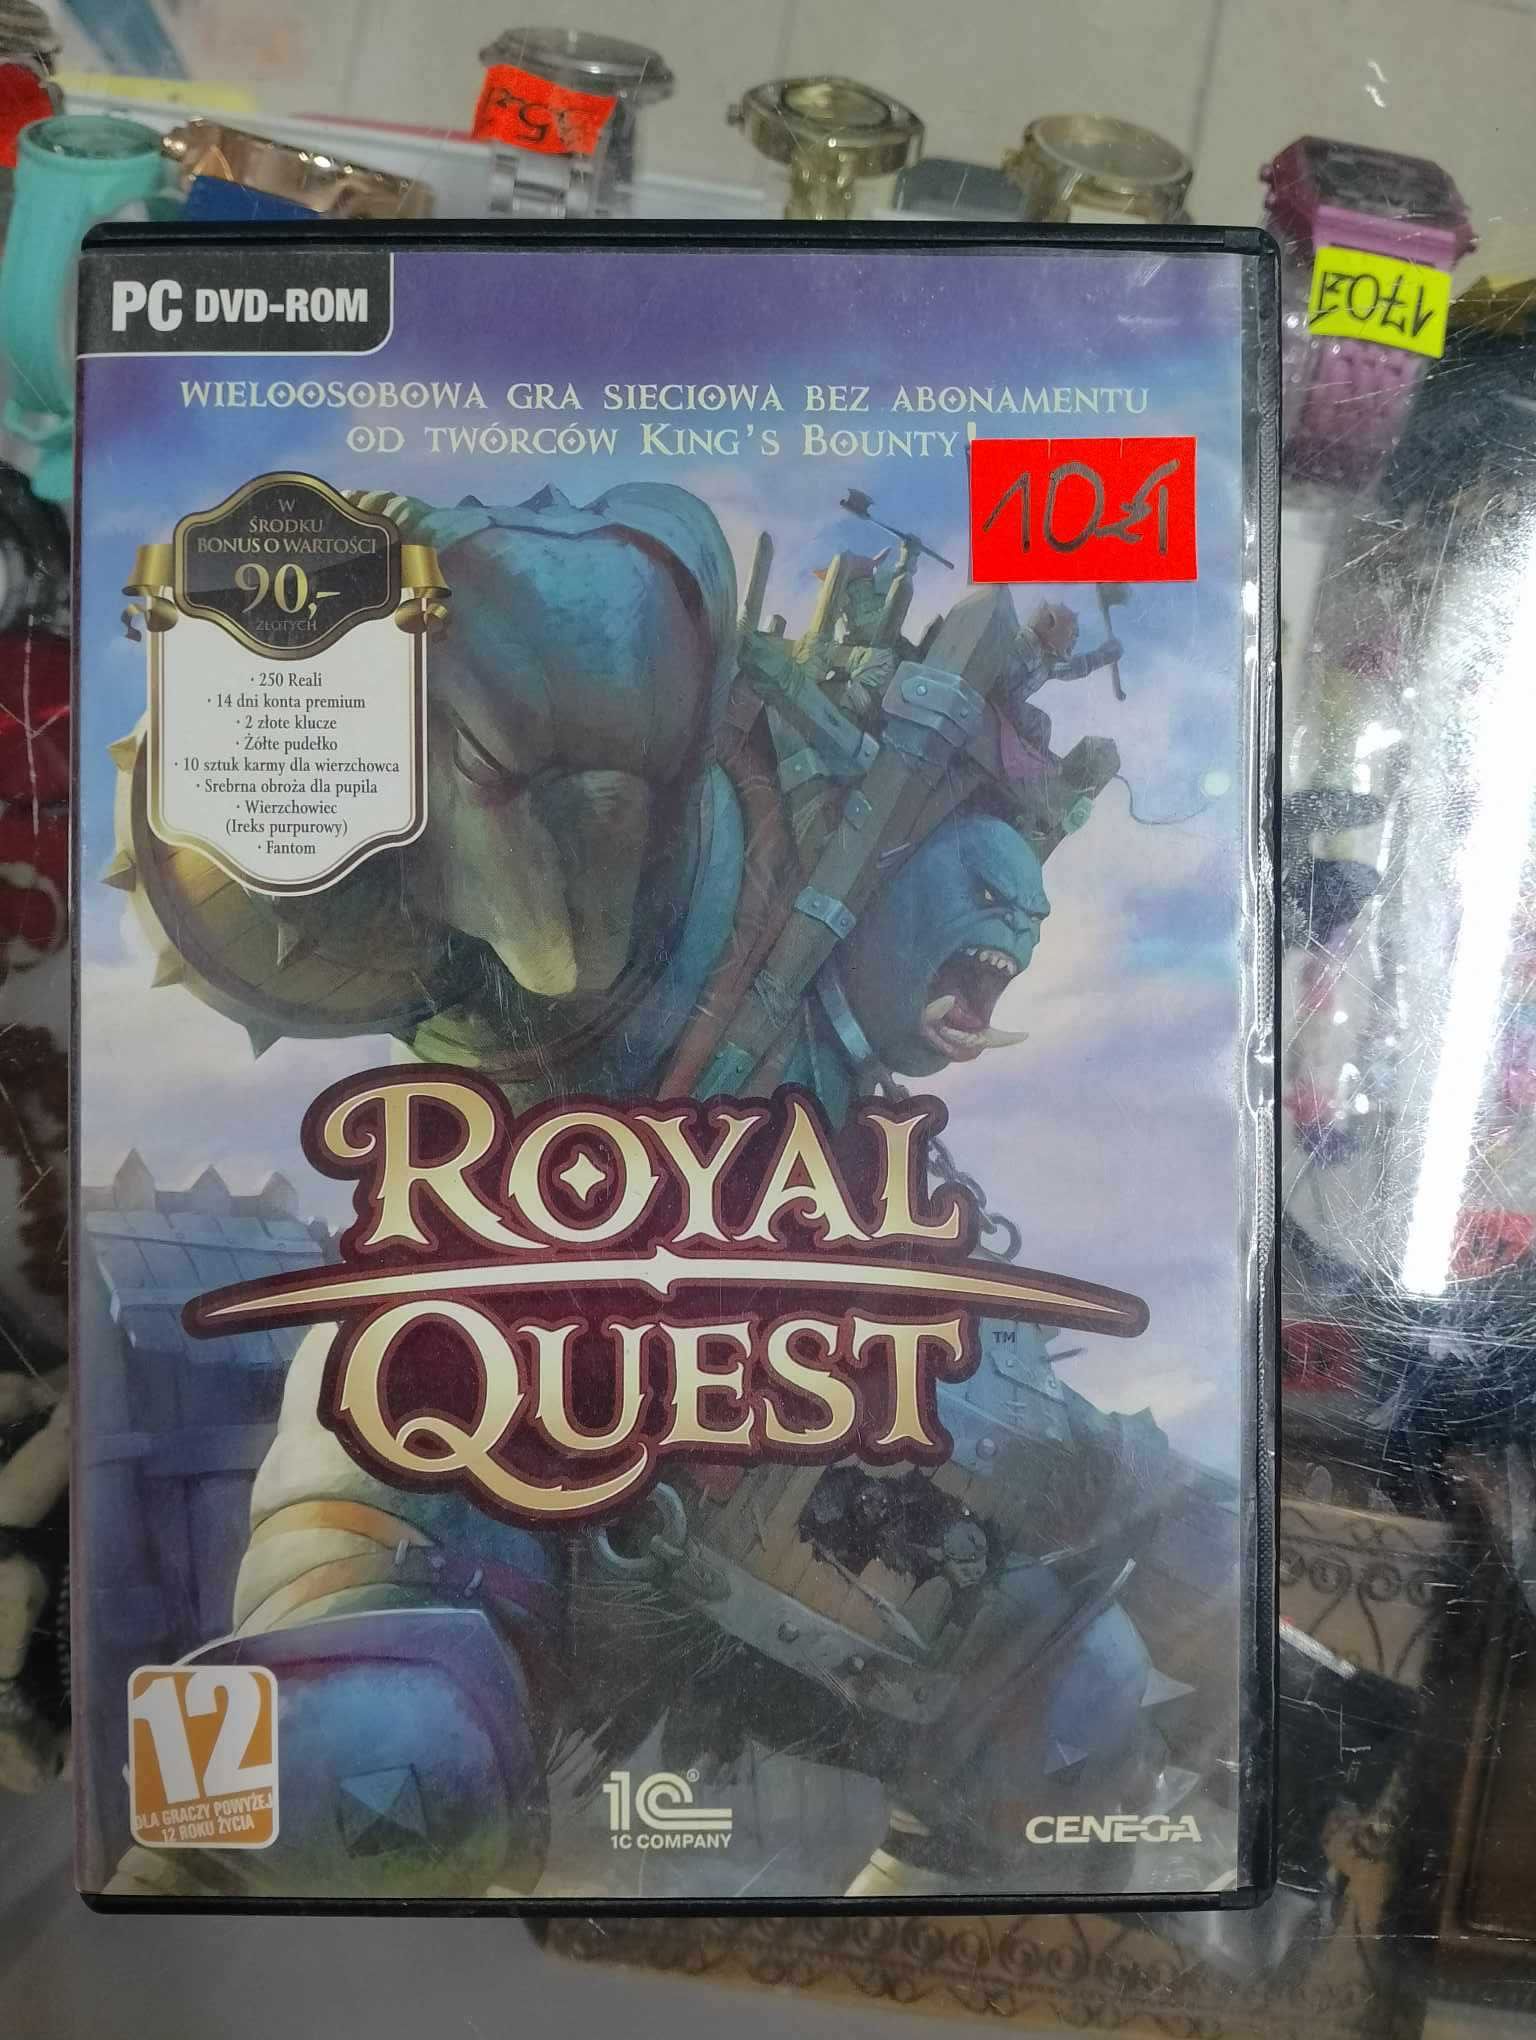 PC DVD-ROM
WIELOOSOBOWA GRA SIECIOWA BEZ ABONAMENTU
OD TWÓRCÓW KING'S BOUNTY!
10zł
W
ŚRODKU
BONUS O WARTOŚCI
90,-
ZŁOTYCH
· 250 Reali
· 14 dni konta premium
· 2 złote klucze
· Żółte pudełko
· 10 sztuk karmy dla wierzchowca
· Srebrna obroża dla pupila
· Wierzchowiec
(Ireks purpurowy)
· Fantom
ROYAL
QUEST ™
12
DLA GRACZY POWYŻEJ
12 ROKU ŻYCIA
1C®
1C COMPANY
CENEGA